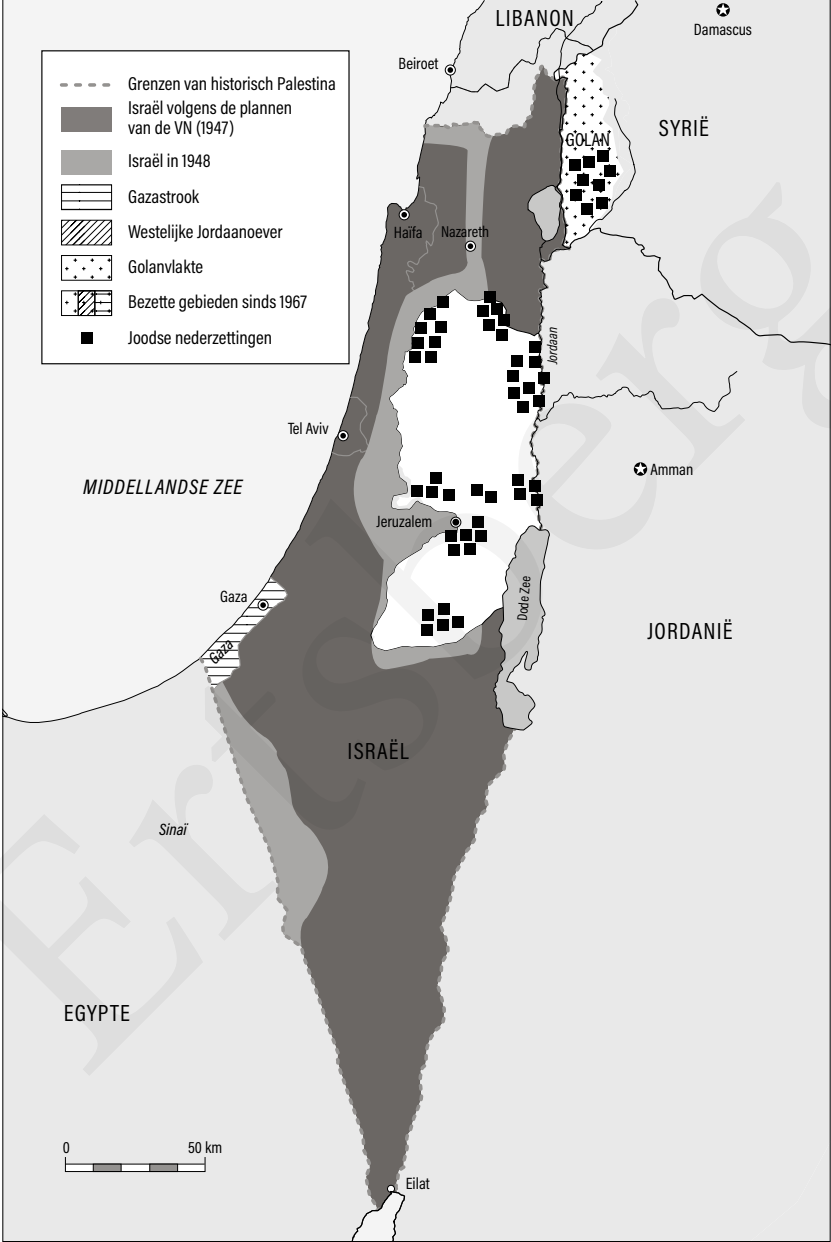 LIBANON
Damascus
Beiroet
Grenzen van historisch Palestina
Israël volgens de plannen
van de VN (1947)
Israël in 1948
Gazastrook
Westelijke Jordaanoever
Golanvlakte
Bezette gebieden sinds 1967
Joodse nederzettingen
SYRIË
GOLAN
Haïfa
Nazareth
Jordaan
Tel Aviv
MIDDELLANDSE ZEE
Amman
Jeruzalem
Dode Zee
Gaza
Gaza
JORDANIË
ISRAËL
Sinaï
EGYPTE
0 50 km
Eilat
Ertsberg